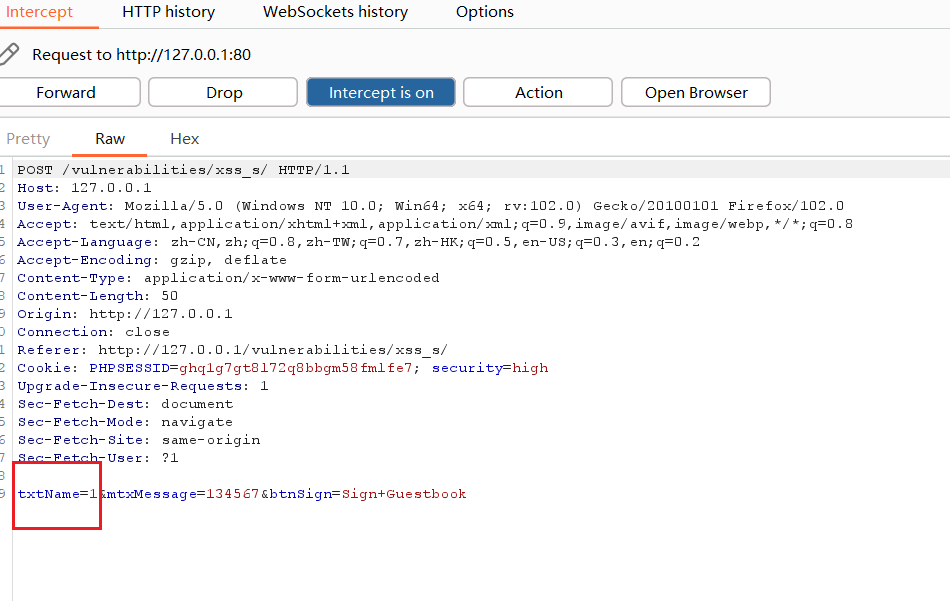 Intercept HTTP history WebSockets history Options
Request to http://127.0.0.1:80
Forward Drop Intercept is on Action Open Browser
Pretty Raw Hex
1 POST /vulnerabilities/xss_s/ HTTP/1.1
2 Host: 127.0.0.1
3 User-Agent: Mozilla/5.0 (Windows NT 10.0; Win64; x64; rv:102.0) Gecko/20100101 Firefox/102.0
4 Accept: text/html,application/xhtml+xml,application/xml;q=0.9,image/avif,image/webp,*/*;q=0.8
5 Accept-Language: zh-CN,zh;q=0.8,zh-TW;q=0.7,zh-HK;q=0.5,en-US;q=0.3,en;q=0.2
6 Accept-Encoding: gzip, deflate
7 Content-Type: application/x-www-form-urlencoded
8 Content-Length: 50
9 Origin: http://127.0.0.1
0 Connection: close
1 Referer: http://127.0.0.1/vulnerabilities/xss_s/
2 Cookie: PHPSESSID=ghq1g7gt8l72q8bbgm58fmlfe7; security=high
3 Upgrade-Insecure-Requests: 1
4 Sec-Fetch-Dest: document
5 Sec-Fetch-Mode: navigate
6 Sec-Fetch-Site: same-origin
7 Sec-Fetch-User: ?1
8
9 txtName=1&mtxMessage=134567&btnSign=Sign+Guestbook